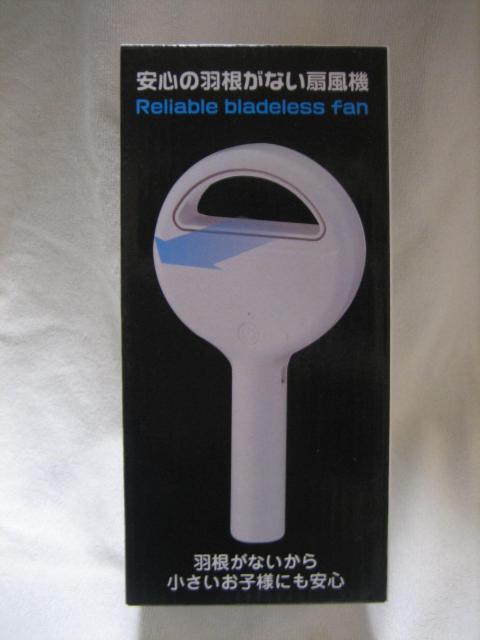 安心の羽根がない扇風機
Reliable bladeless fan
羽根がないから
小さいお子様にも安心